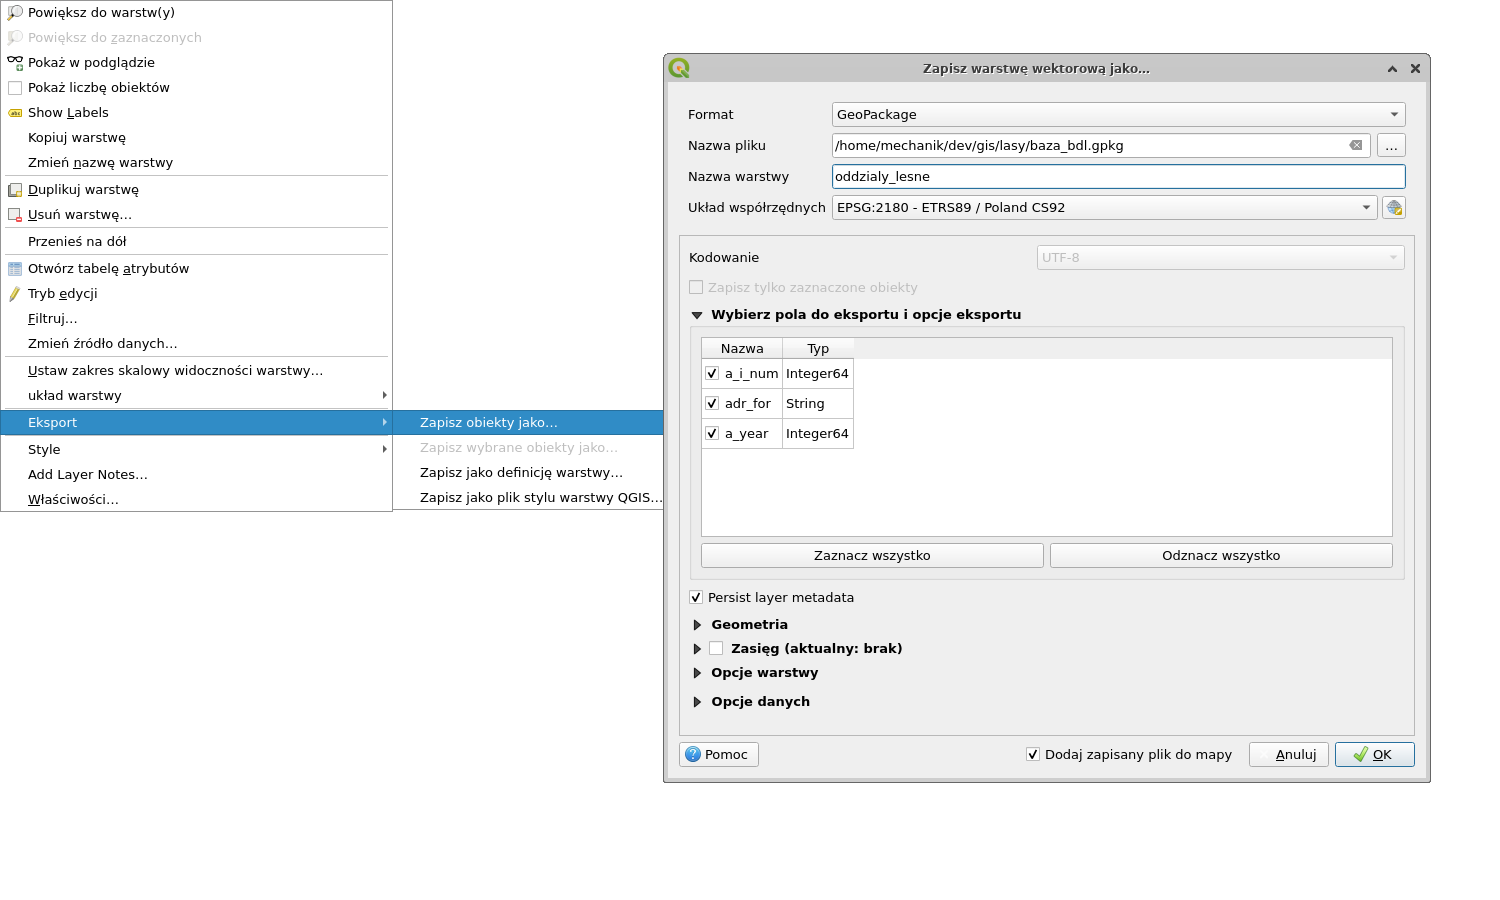 Powiększ do warstw(y)
Powiększ do zaznaczonych
Pokaż w podglądzie
Pokaż liczbę obiektów
abc Show Labels
Kopiuj warstwę
Zmień nazwę warstwy
Duplikuj warstwę
Usuń warstwę...
Przenieś na dół
Otwórz tabelę atrybutów
Tryb edycji
Filtruj...
Zmień źródło danych...
Ustaw zakres skalowy widoczności warstwy...
układ warstwy
Eksport
Style
Add Layer Notes...
Właściwości...
Zapisz obiekty jako...
Zapisz wybrane obiekty jako...
Zapisz jako definicję warstwy...
Zapisz jako plik stylu warstwy QGIS...
Zapisz warstwę wektorową jako...
Format GeoPackage
Nazwa pliku /home/mechanik/dev/gis/lasy/baza_bdl.gpkg ...
Nazwa warstwy oddzialy_lesne
Układ współrzędnych EPSG:2180 - ETRS89 / Poland CS92
Kodowanie UTF-8
Zapisz tylko zaznaczone obiekty
Wybierz pola do eksportu i opcje eksportu
Nazwa Typ
a_i_num Integer64
adr_for String
a_year Integer64
Zaznacz wszystko Odznacz wszystko
Persist layer metadata
Geometria
Zasięg (aktualny: brak)
Opcje warstwy
Opcje danych
? Pomoc Dodaj zapisany plik do mapy Anuluj OK